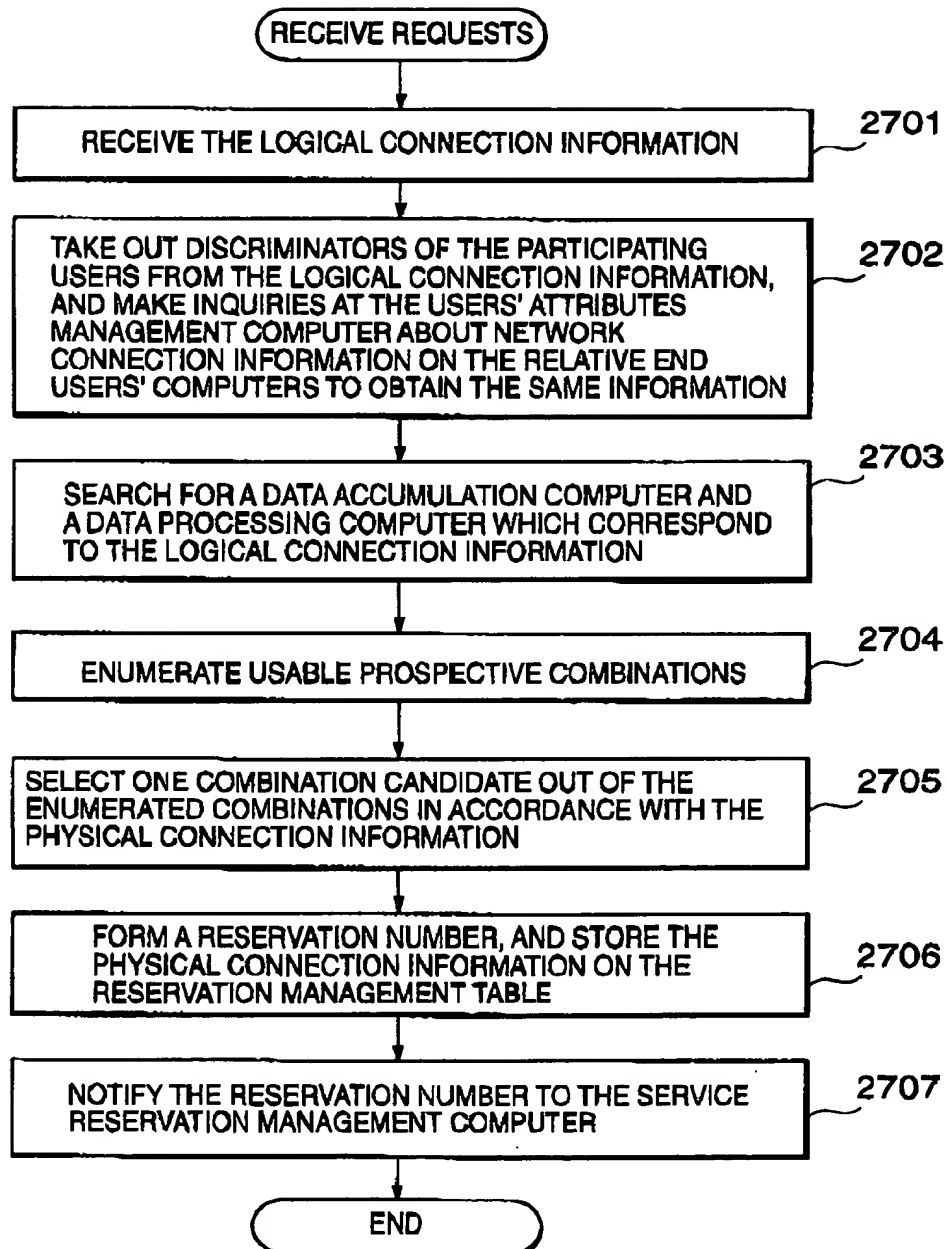 RECEIVE REQUESTS
RECEIVE THE LOGICAL CONNECTION INFORMATION
2701
TAKE OUT DISCRIMINATORS OF THE PARTICIPATING
USERS FROM THE LOGICAL CONNECTION INFORMATION,
AND MAKE INQUIRIES AT THE USERS' ATTRIBUTES
MANAGEMENT COMPUTER ABOUT NETWORK
CONNECTION INFORMATION ON THE RELATIVE END
USERS' COMPUTERS TO OBTAIN THE SAME INFORMATION
2702
SEARCH FOR A DATA ACCUMULATION COMPUTER AND
A DATA PROCESSING COMPUTER WHICH CORRESPOND
TO THE LOGICAL CONNECTION INFORMATION
2703
ENUMERATE USABLE PROSPECTIVE COMBINATIONS
2704
SELECT ONE COMBINATION CANDIDATE OUT OF THE
ENUMERATED COMBINATIONS IN ACCORDANCE WITH THE
PHYSICAL CONNECTION INFORMATION
2705
FORM A RESERVATION NUMBER, AND STORE THE
PHYSICAL CONNECTION INFORMATION ON THE
RESERVATION MANAGEMENT TABLE
2706
NOTIFY THE RESERVATION NUMBER TO THE SERVICE
RESERVATION MANAGEMENT COMPUTER
2707
END